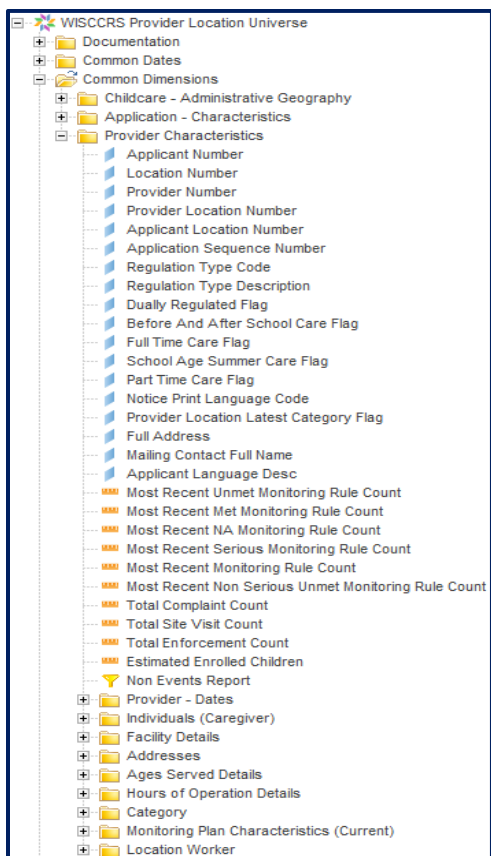 WISCCRS Provider Location Universe
Documentation
Common Dates
Common Dimensions
Childcare - Administrative Geography
Application - Characteristics
Provider Characteristics
Applicant Number
Location Number
Provider Number
Provider Location Number
Applicant Location Number
Application Sequence Number
Regulation Type Code
Regulation Type Description
Dually Regulated Flag
Before And After School Care Flag
Full Time Care Flag
School Age Summer Care Flag
Part Time Care Flag
Notice Print Language Code
Provider Location Latest Category Flag
Full Address
Mailing Contact Full Name
Applicant Language Desc
Most Recent Unmet Monitoring Rule Count
Most Recent Met Monitoring Rule Count
Most Recent NA Monitoring Rule Count
Most Recent Serious Monitoring Rule Count
Most Recent Monitoring Rule Count
Most Recent Non Serious Unmet Monitoring Rule Count
Total Complaint Count
Total Site Visit Count
Total Enforcement Count
Estimated Enrolled Children
Non Events Report
Provider - Dates
Individuals (Caregiver)
Facility Details
Addresses
Ages Served Details
Hours of Operation Details
Category
Monitoring Plan Characteristics (Current)
Location Worker